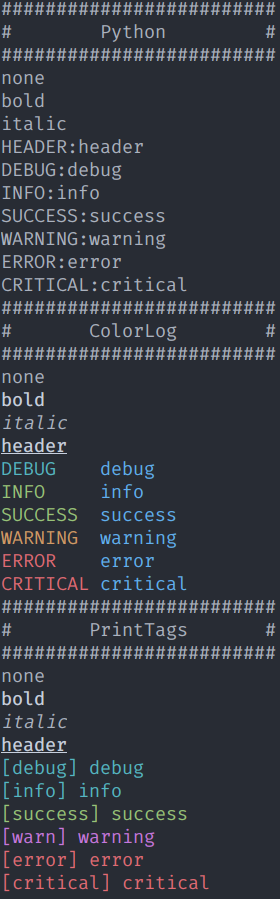 #########################
#        Python         #
#########################
none
bold
italic
HEADER:header
DEBUG:debug
INFO:info
SUCCESS:success
WARNING:warning
ERROR:error
CRITICAL:critical
#########################
#       ColorLog        #
#########################
none
bold
italic
header
DEBUG    debug
INFO     info
SUCCESS  success
WARNING  warning
ERROR    error
CRITICAL critical
#########################
#       PrintTags       #
#########################
none
bold
italic
header
[debug] debug
[info] info
[success] success
[warn] warning
[error] error
[critical] critical